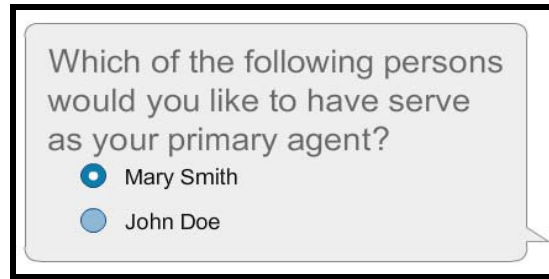 Which of the following persons
would you like to have serve
as your primary agent?
Mary Smith
John Doe